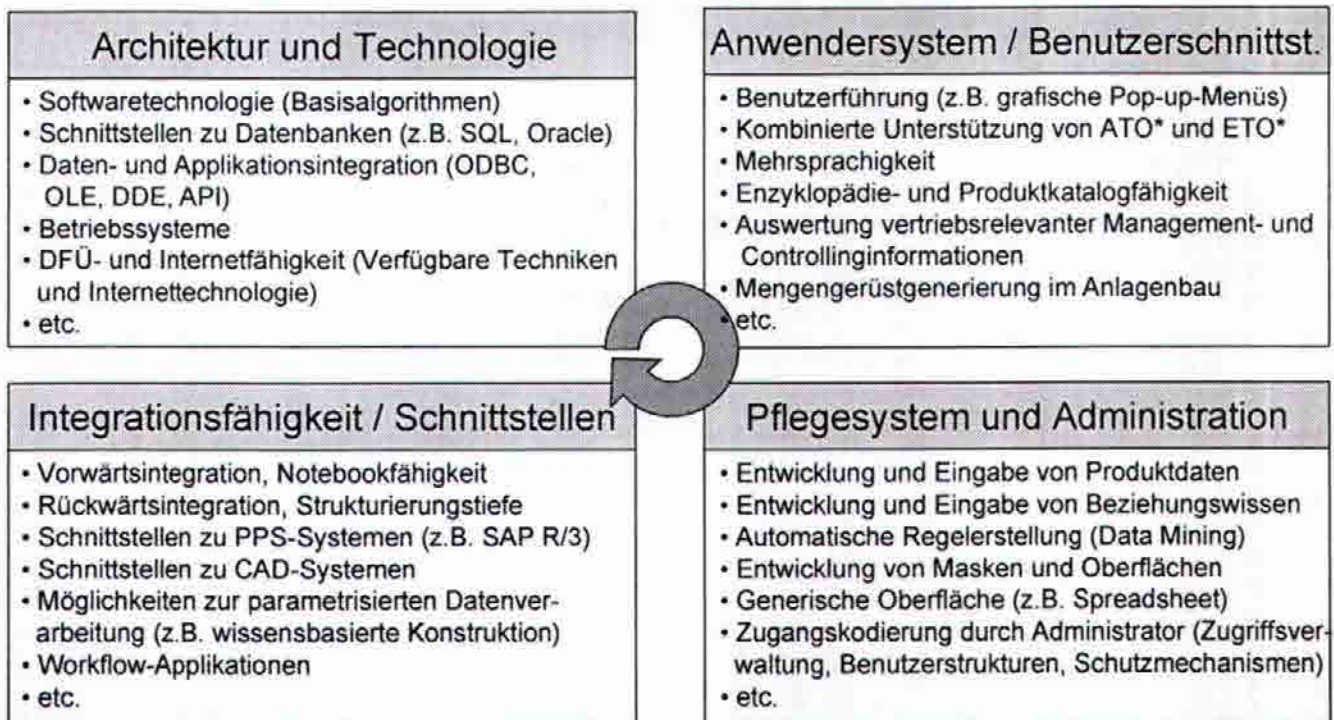 Architektur und Technologie
• Softwaretechnologie (Basisalgorithmen)
• Schnittstellen zu Datenbanken (z.B. SQL, Oracle)
• Daten- und Applikationsintegration (ODBC,
OLE, DDE, API)
• Betriebssysteme
• DFÜ- und Internetfähigkeit (Verfügbare Techniken
und Internettechnologie)
• etc.
Anwendersystem / Benutzerschnittst.
• Benutzerführung (z.B. grafische Pop-up-Menüs)
• Kombinierte Unterstützung von ATO* und ETO*
• Mehrsprachigkeit
• Enzyklopädie- und Produktkatalogfähigkeit
• Auswertung vertriebsrelevanter Management- und
Controllinginformationen
• Mengengerüstgenerierung im Anlagenbau
• etc.
Integrationsfähigkeit / Schnittstellen
• Vorwärtsintegration, Notebookfähigkeit
• Rückwärtsintegration, Strukturierungstiefe
• Schnittstellen zu PPS-Systemen (z.B. SAP R/3)
• Schnittstellen zu CAD-Systemen
• Möglichkeiten zur parametrisierten Datenver-
arbeitung (z.B. wissensbasierte Konstruktion)
• Workflow-Applikationen
• etc.
Pflegesystem und Administration
• Entwicklung und Eingabe von Produktdaten
• Entwicklung und Eingabe von Beziehungswissen
• Automatische Regelerstellung (Data Mining)
• Entwicklung von Masken und Oberflächen
• Generische Oberfläche (z.B. Spreadsheet)
• Zugangskodierung durch Administrator (Zugriffsver-
waltung, Benutzerstrukturen, Schutzmechanismen)
• etc.